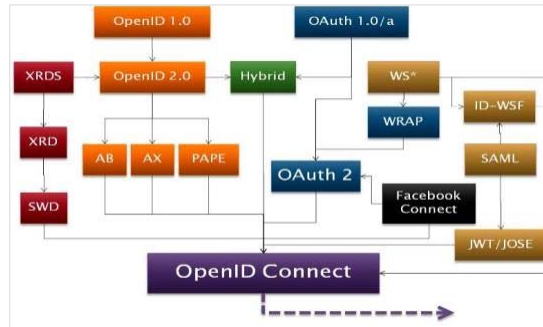 OpenID 1.0
OAuth 1.0/a
XRDS
OpenID 2.0
Hybrid
WS*
ID-WSF
XRD
WRAP
AB
AX
PAPE
OAuth 2
SAML
SWD
Facebook
Connect
JWT/JOSE
OpenID Connect